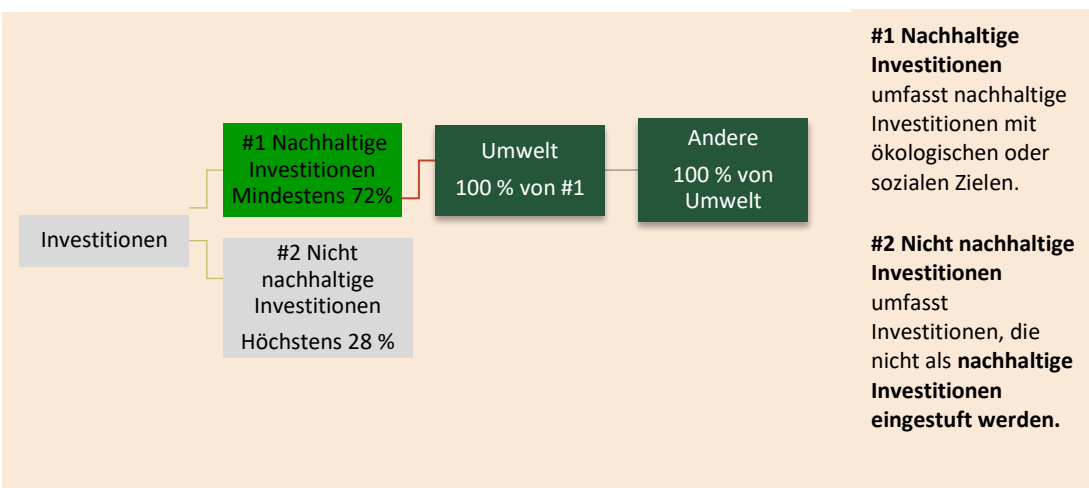 Investitionen
#1 Nachhaltige
Investitionen
Mindestens 72%
#2 Nicht
nachhaltige
Investitionen
Höchstens 28 %
Umwelt
100 % von #1
Andere
100 % von
Umwelt
#1 Nachhaltige
Investitionen
umfasst nachhaltige
Investitionen mit
ökologischen oder
sozialen Zielen.
#2 Nicht nachhaltige
Investitionen
umfasst
Investitionen, die
nicht als nachhaltige
Investitionen
eingestuft werden.